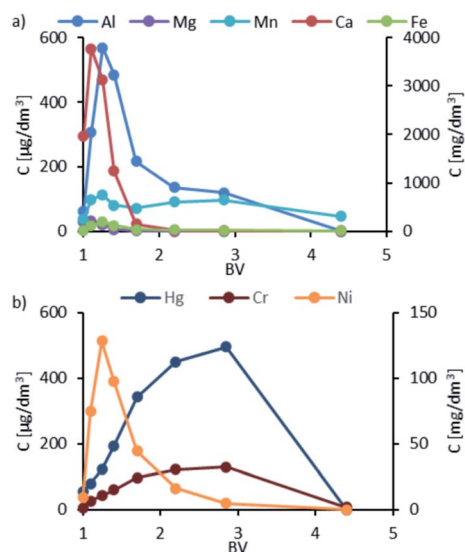 a)
Al Mg Mn Ca Fe
600 4000
400 3000
2000
200
1000
0 0
C [µg/dm³]
C [mg/dm³]
1 2 3 4 5
BV
b)
Hg Cr Ni
600 150
400 100
200 50
0 0
C [µg/dm³]
C [mg/dm³]
1 2 3 4 5
BV